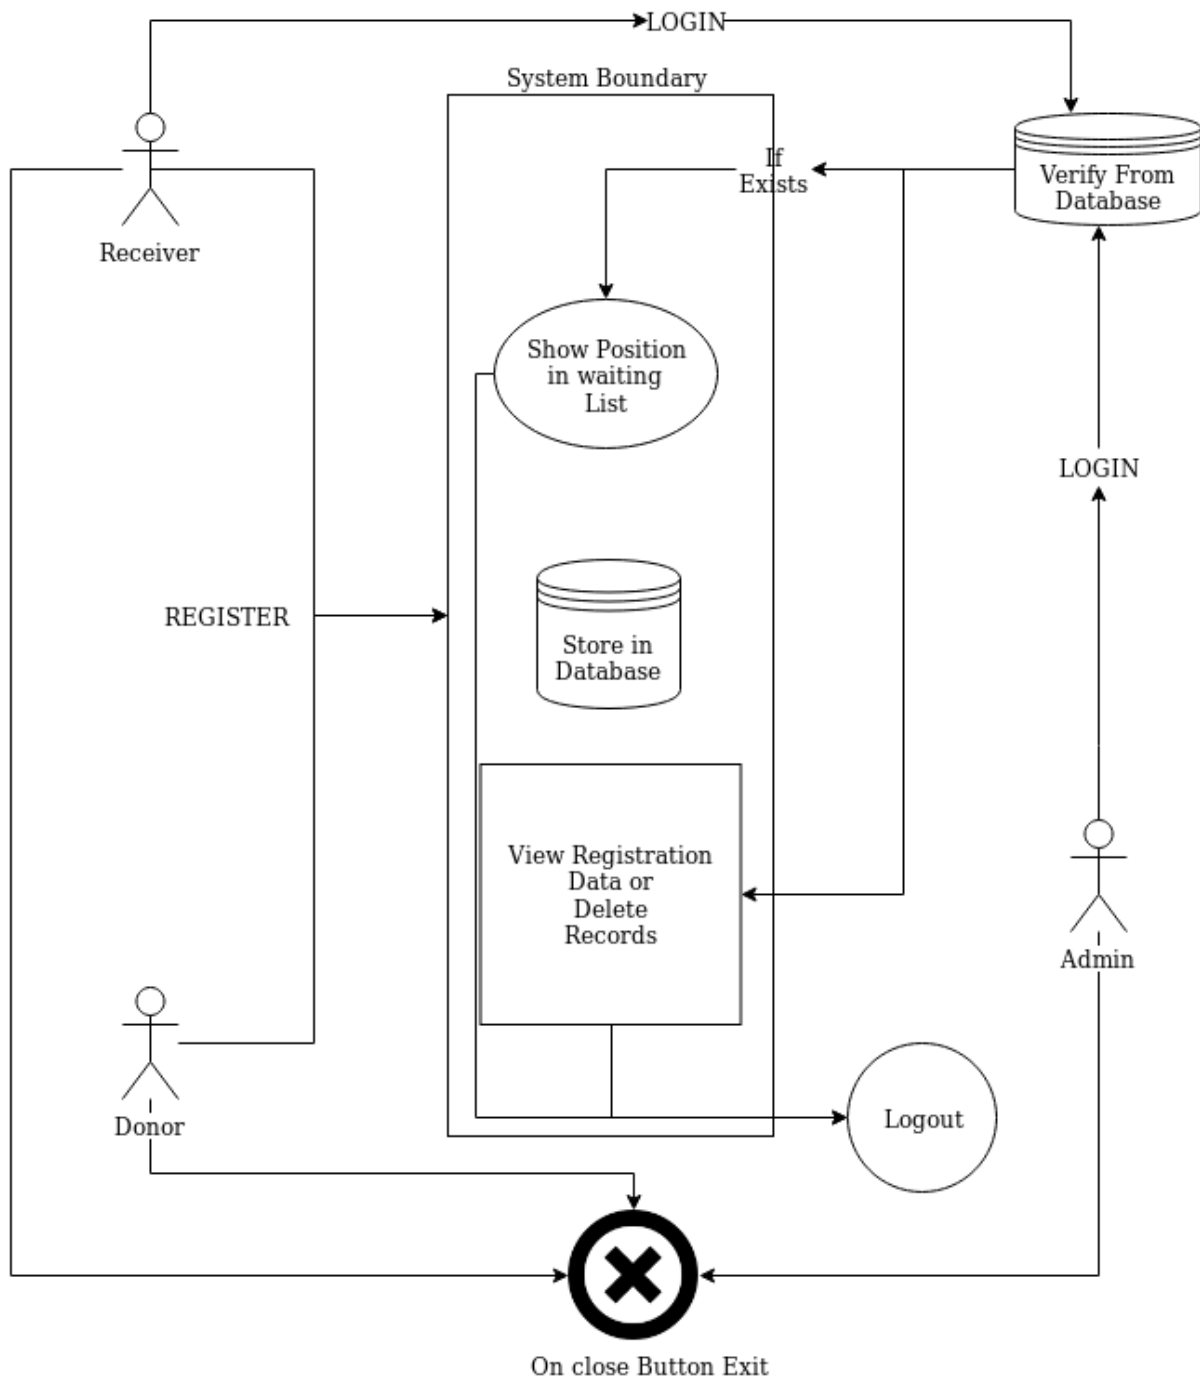 LOGIN
System Boundary
If
Exists
Verify From
Database
Receiver
Show Position
in waiting
List
LOGIN
REGISTER
Store in
Database
View Registration
Data or
Delete
Records
Admin
Donor
Logout
On close Button Exit